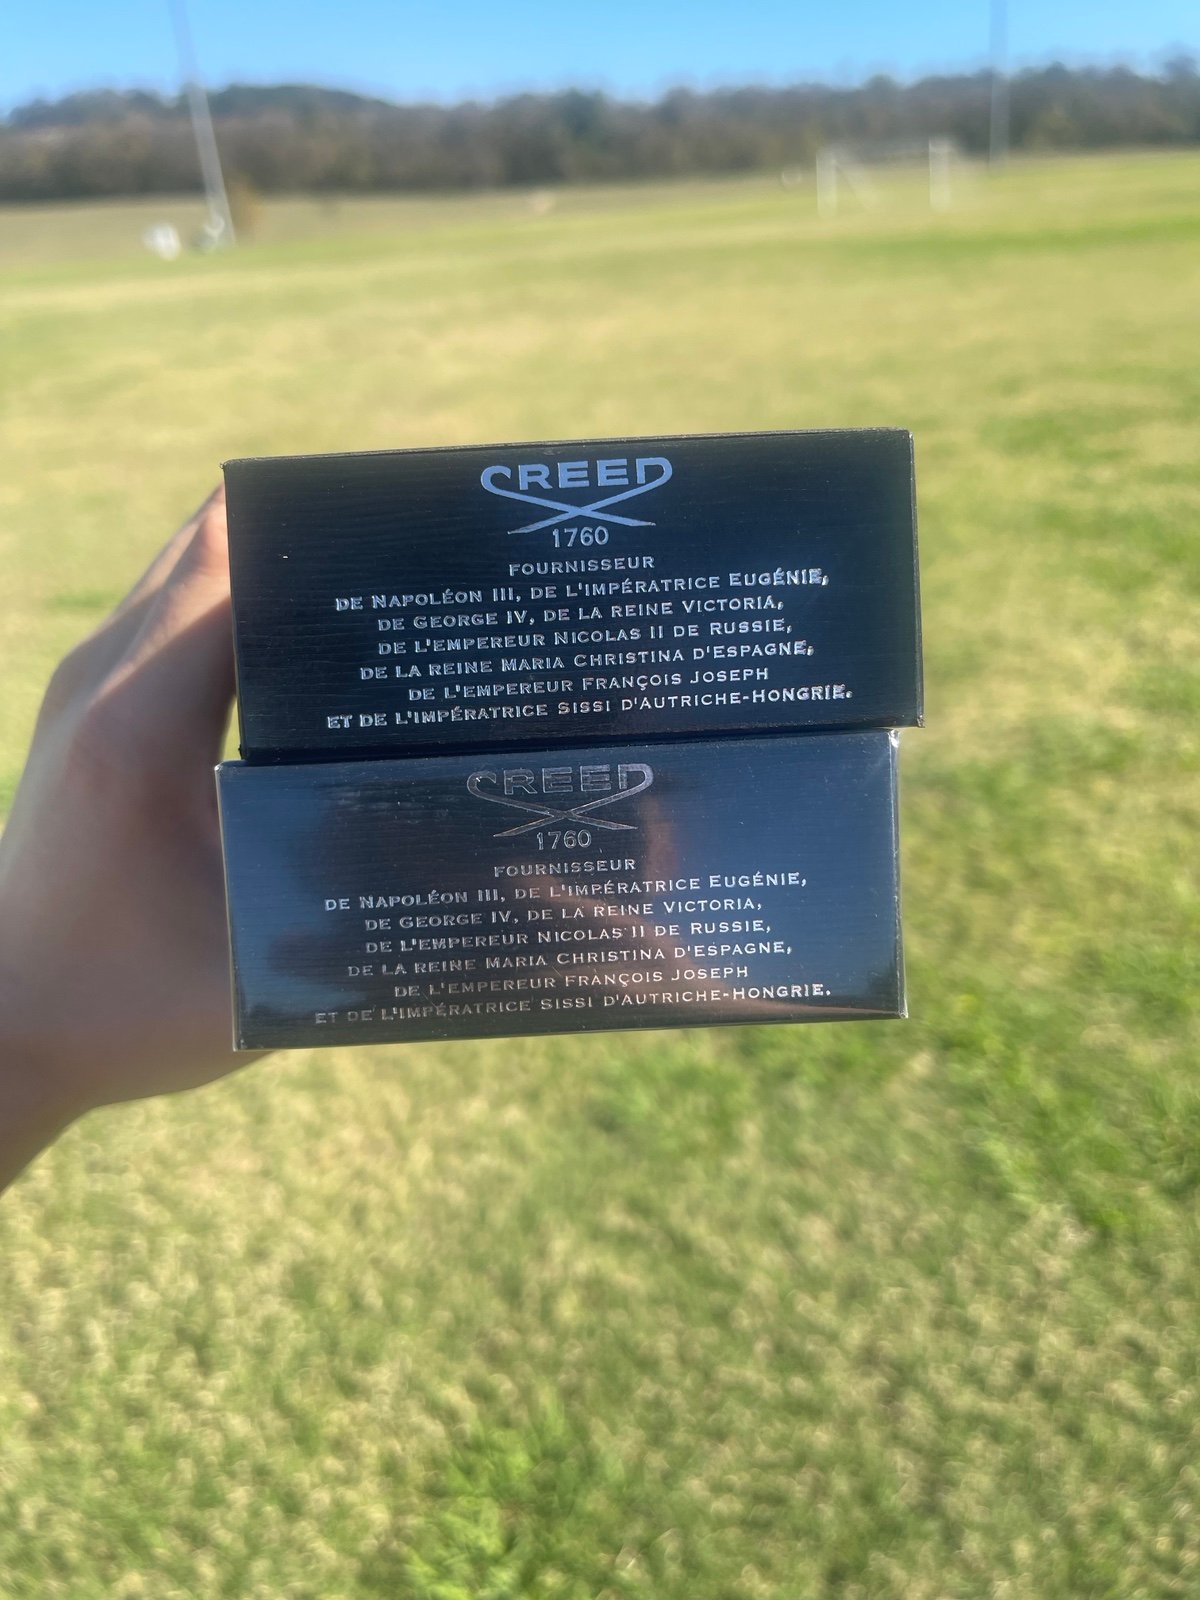 CREED
1760
FOURNISSEUR
DE NAPOLÉON III, DE L'IMPÉRATRICE EUGÉNIE,
DE GEORGE IV, DE LA REINE VICTORIA,
DE L'EMPEREUR NICOLAS II DE RUSSIE,
DE LA REINE MARIA CHRISTINA D'ESPAGNE,
DE L'EMPEREUR FRANÇOIS JOSEPH
ET DE L'IMPÉRATRICE SISSI D'AUTRICHE-HONGRIE.
CREED
1760
FOURNISSEUR
DE NAPOLÉON III, DE L'IMPÉRATRICE EUGÉNIE,
DE GEORGE IV, DE LA REINE VICTORIA,
DE L'EMPEREUR NICOLAS II DE RUSSIE,
DE LA REINE MARIA CHRISTINA D'ESPAGNE,
DE L'EMPEREUR FRANÇOIS JOSEPH
ET DE L'IMPÉRATRICE SISSI D'AUTRICHE-HONGRIE.